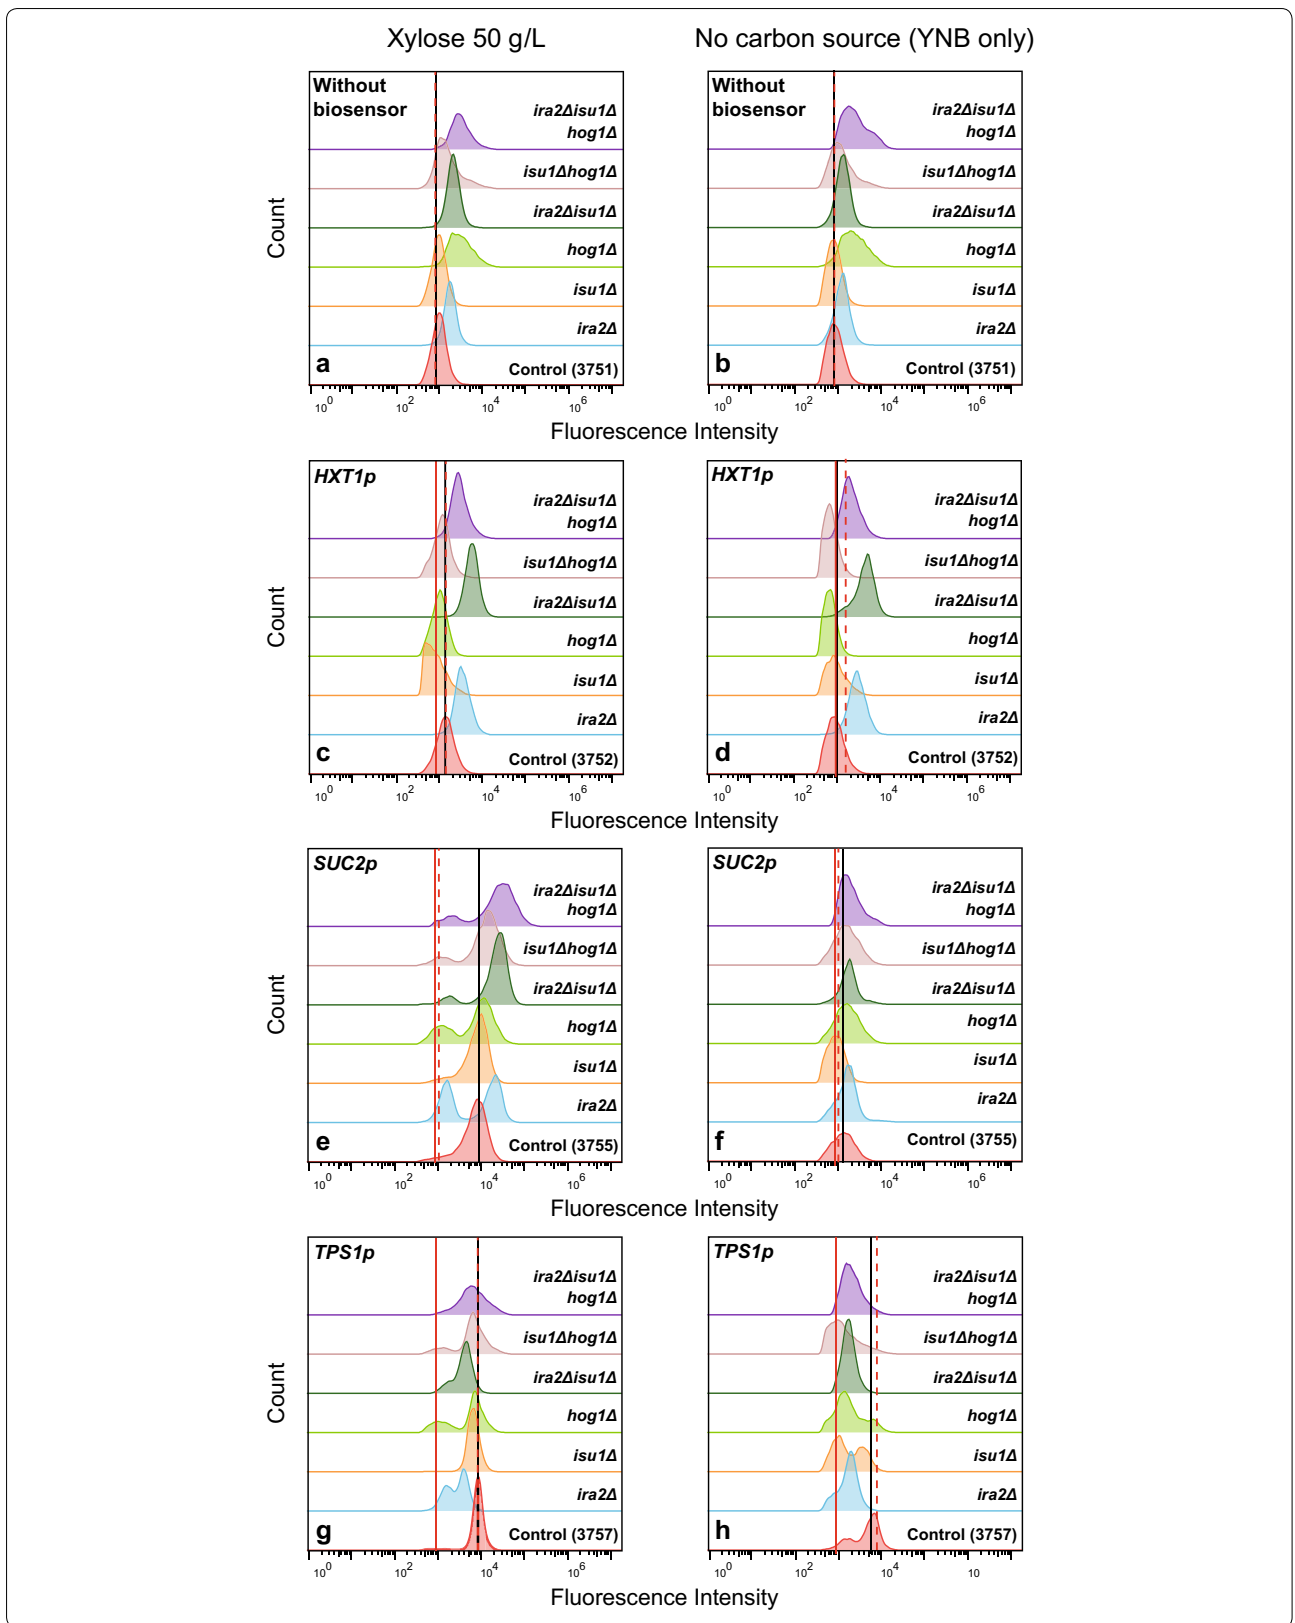 Xylose 50 g/L
No carbon source (YNB only)
Without
biosensor
ira2Δisu1Δ
hog1Δ
isu1Δhog1Δ
ira2Δisu1Δ
hog1Δ
isu1Δ
ira2Δ
Control (3751)
a
Count
10^0 10^2 10^4 10^6
Without
biosensor
ira2Δisu1Δ
hog1Δ
isu1Δhog1Δ
ira2Δisu1Δ
hog1Δ
isu1Δ
ira2Δ
Control (3751)
b
10^0 10^2 10^4 10^6
Fluorescence Intensity
HXT1p
ira2Δisu1Δ
hog1Δ
isu1Δhog1Δ
ira2Δisu1Δ
hog1Δ
isu1Δ
ira2Δ
Control (3752)
c
Count
10^0 10^2 10^4 10^6
HXT1p
ira2Δisu1Δ
hog1Δ
isu1Δhog1Δ
ira2Δisu1Δ
hog1Δ
isu1Δ
ira2Δ
Control (3752)
d
10^0 10^2 10^4 10^6
Fluorescence Intensity
SUC2p
ira2Δisu1Δ
hog1Δ
isu1Δhog1Δ
ira2Δisu1Δ
hog1Δ
isu1Δ
ira2Δ
Control (3755)
e
Count
10^0 10^2 10^4 10^6
SUC2p
ira2Δisu1Δ
hog1Δ
isu1Δhog1Δ
ira2Δisu1Δ
hog1Δ
isu1Δ
ira2Δ
Control (3755)
f
10^0 10^2 10^4 10^6
Fluorescence Intensity
TPS1p
ira2Δisu1Δ
hog1Δ
isu1Δhog1Δ
ira2Δisu1Δ
hog1Δ
isu1Δ
ira2Δ
Control (3757)
g
Count
10^0 10^2 10^4 10^6
TPS1p
ira2Δisu1Δ
hog1Δ
isu1Δhog1Δ
ira2Δisu1Δ
hog1Δ
isu1Δ
ira2Δ
Control (3757)
h
10^0 10^2 10^4 10
Fluorescence Intensity